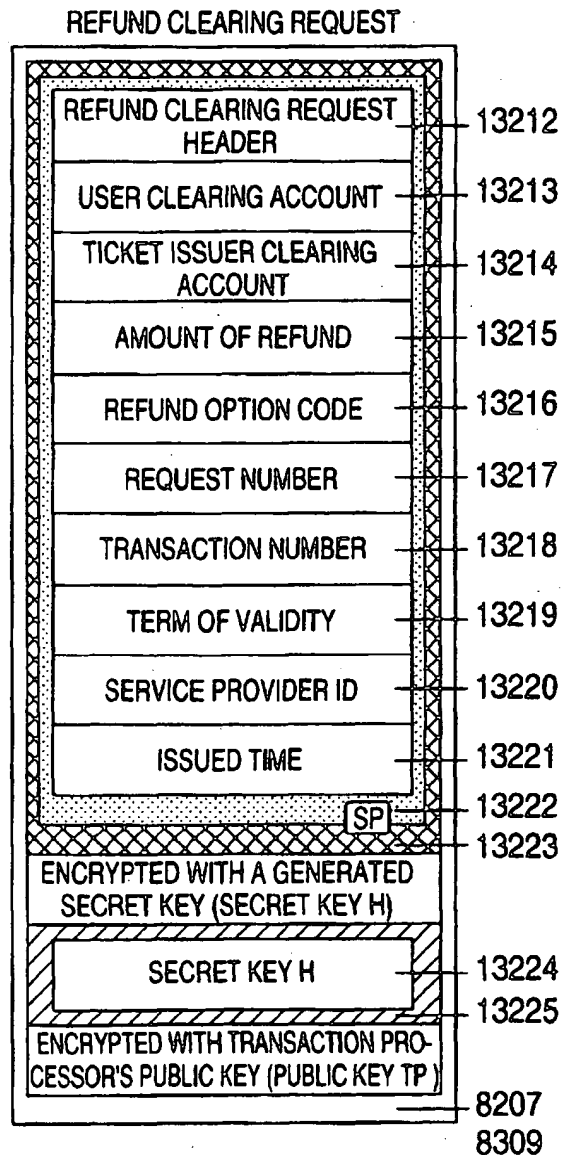 REFUND CLEARING REQUEST
REFUND CLEARING REQUEST
HEADER
13212
USER CLEARING ACCOUNT
13213
TICKET ISSUER CLEARING
ACCOUNT
13214
AMOUNT OF REFUND
13215
REFUND OPTION CODE
13216
REQUEST NUMBER
13217
TRANSACTION NUMBER
13218
TERM OF VALIDITY
13219
SERVICE PROVIDER ID
13220
ISSUED TIME
13221
SP
13222
13223
ENCRYPTED WITH A GENERATED
SECRET KEY (SECRET KEY H)
SECRET KEY H
13224
13225
ENCRYPTED WITH TRANSACTION PRO-
CESSOR'S PUBLIC KEY (PUBLIC KEY TP )
8207
8309